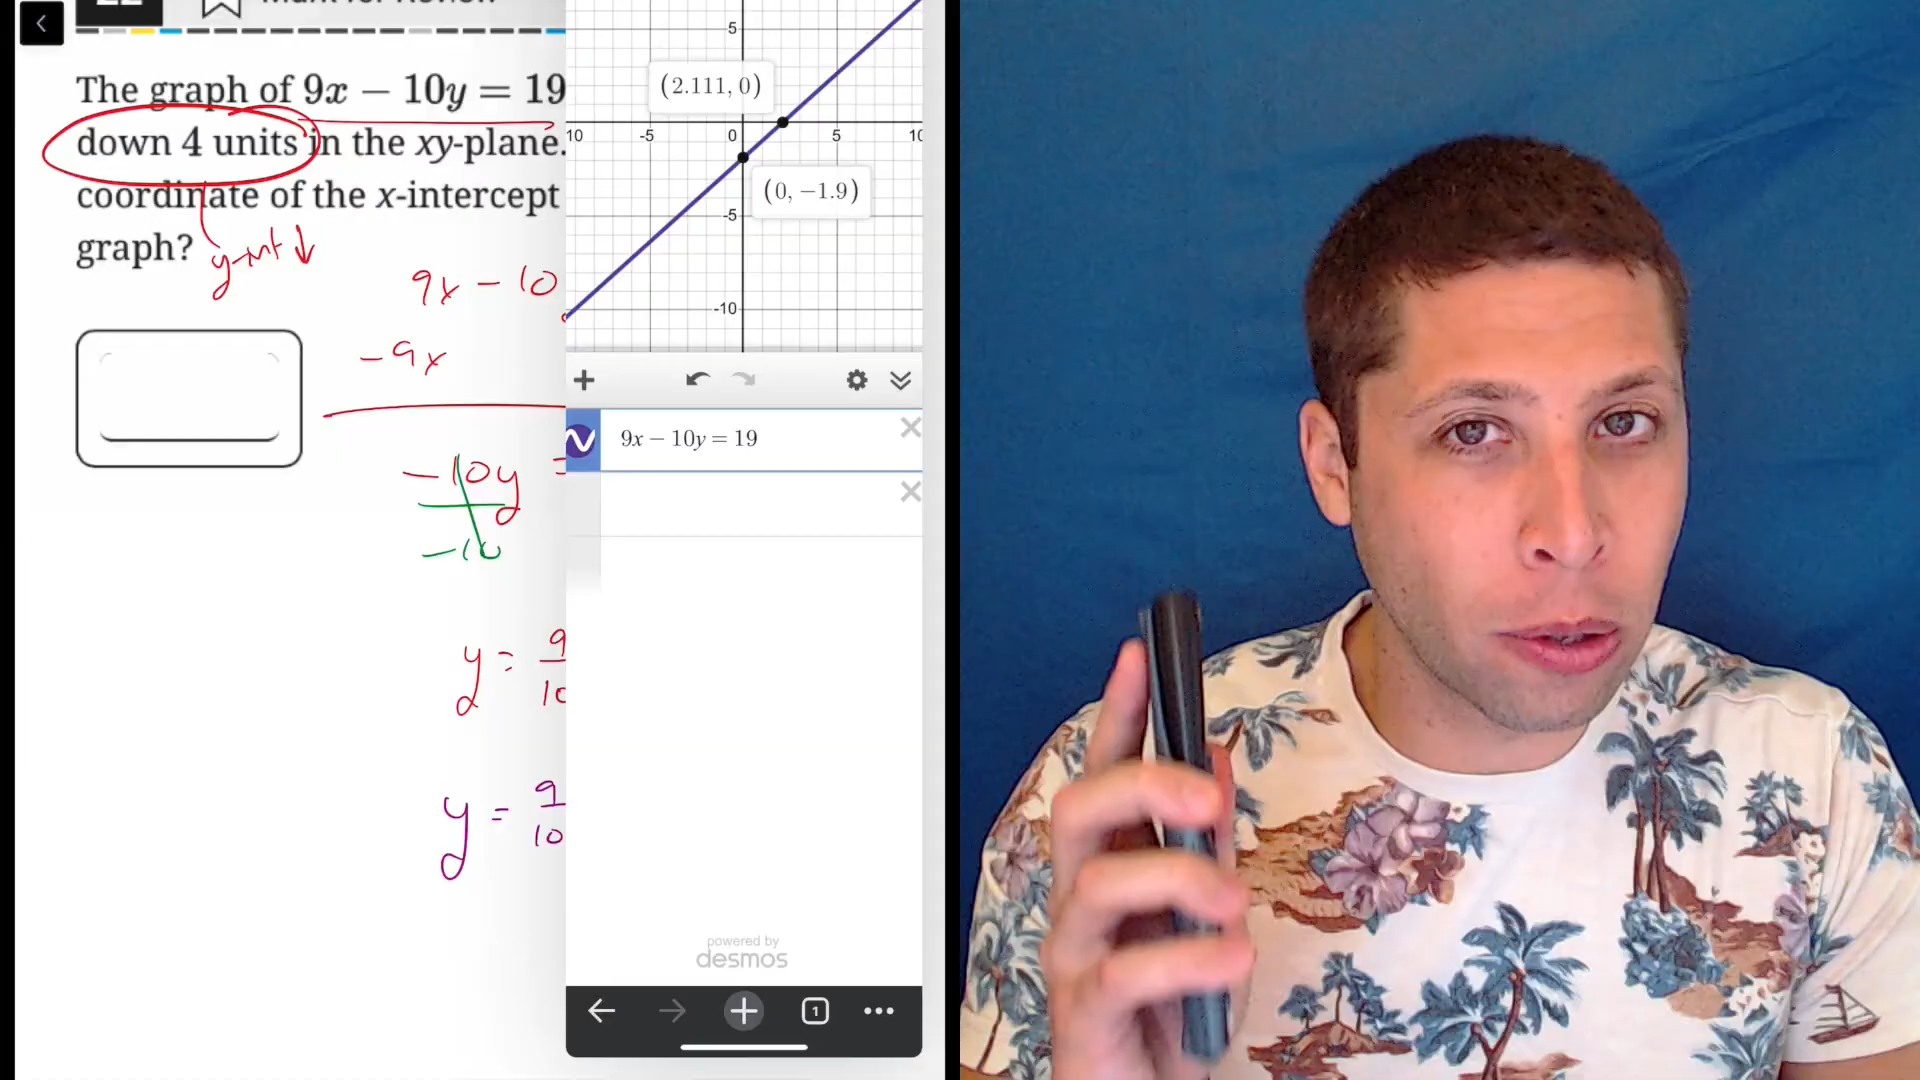 The graph of 9x − 10y = 19
down 4 units in the xy-plane.
coordinate of the x-intercept
graph?
y-int ↓
9x − 10
−9x
−10y =
−10
y = 9
10
y = 9
10
5
(2.111, 0)
10 -5 0 5 10
(0, −1.9)
-5
-10
9x − 10y = 19
powered by
desmos
1